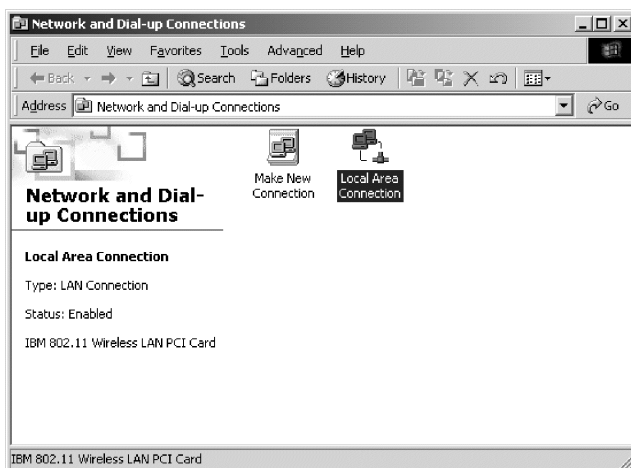 Network and Dial-up Connections
File Edit View Favorites Tools Advanced Help
Back Search Folders History
Address Network and Dial-up Connections Go
Make New
Connection
Local Area
Connection
Network and Dial-
up Connections
Local Area Connection
Type: LAN Connection
Status: Enabled
IBM 802.11 Wireless LAN PCI Card
IBM 802.11 Wireless LAN PCI Card